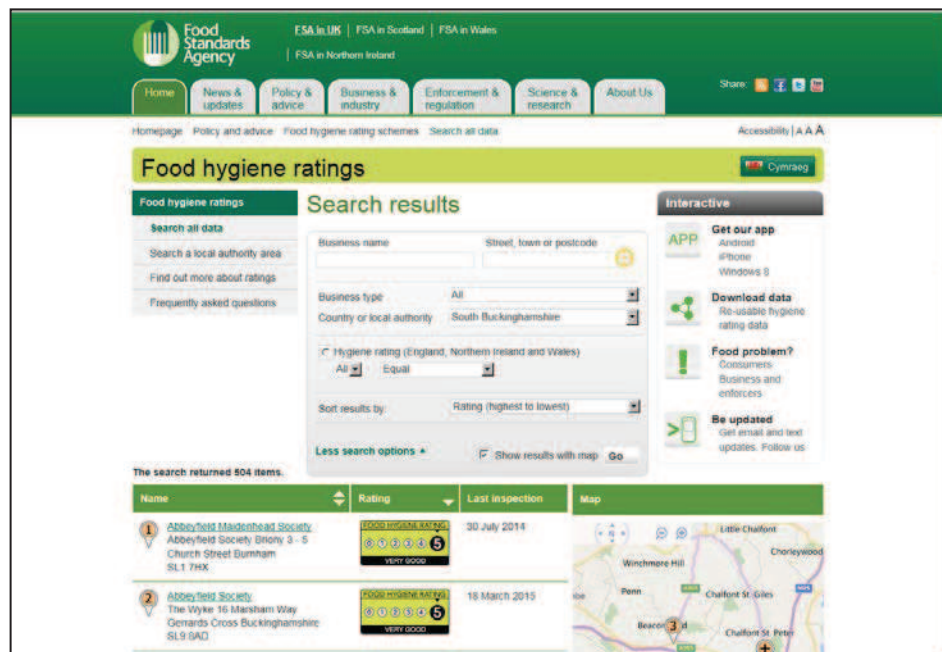 Food
Standards
Agency
FSA in UK | FSA in Scotland | FSA in Wales
| FSA in Northern Ireland
Home
News &
updates
Policy &
advice
Business &
industry
Enforcement &
regulation
Science &
research
About Us
Share:
Homepage Policy and advice Food hygiene rating schemes Search all data
Accessibility | A A A
Food hygiene ratings
Cymraeg
Food hygiene ratings
Search all data
Search a local authority area
Find out more about ratings
Frequently asked questions
Search results
Business name
Street, town or postcode
Business type
All
Country or local authority
South Buckinghamshire
Hygiene rating (England, Northern Ireland and Wales)
All
Equal
Sort results by:
Rating (highest to lowest)
Less search options
Show results with map
Go
Interactive
APP
Get our app
Android
iPhone
Windows 8
Download data
Re-usable hygiene
rating data
Food problem?
Consumers
Business and
enforcers
Be updated
Get email and text
updates. Follow us
The search returned 504 items.
Name
Rating
Last inspection
Map
1
Abbeyfield Maidenhead Society
Abbeyfield Society Briony 3 - 5
Church Street Burnham
SL1 7HX
FOOD HYGIENE RATING
0 1 2 3 4 5
VERY GOOD
30 July 2014
2
Abbeyfield Society
The Wyke 16 Marsham Way
Gerrards Cross Buckinghamshire
SL9 8AD
FOOD HYGIENE RATING
0 1 2 3 4 5
VERY GOOD
18 March 2015
N
Little Chalfont
Chorleywood
Winchmore Hill
Penn
Chalfont St. Giles
3
Chalfont St. Peter